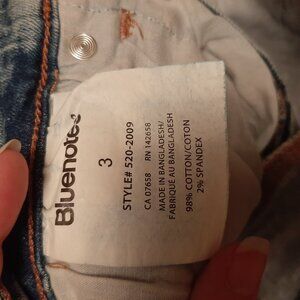 Bluenotes
3
STYLE# 520-2009
CA 07658 RN 142658
MADE IN BANGLADESH/
FABRIQUÉ AU BANGLADESH
98% COTTON/COTON
2% SPANDEX